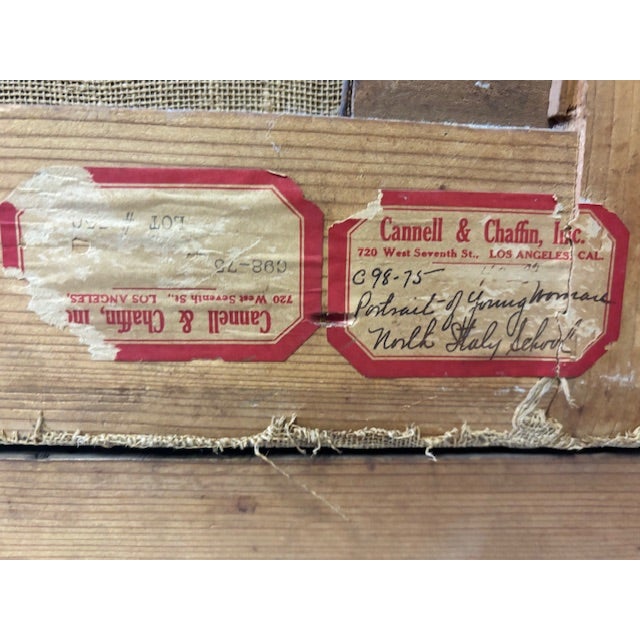 Cannell & Chaffin, Inc.
720 West Seventh St., LOS ANGELES, CAL.
C98-75
Portrait of Young Woman
North Italy School
Cannell & Chaffin, Inc
720 West Seventh St., LOS ANGELES,
C98-75
LOT #